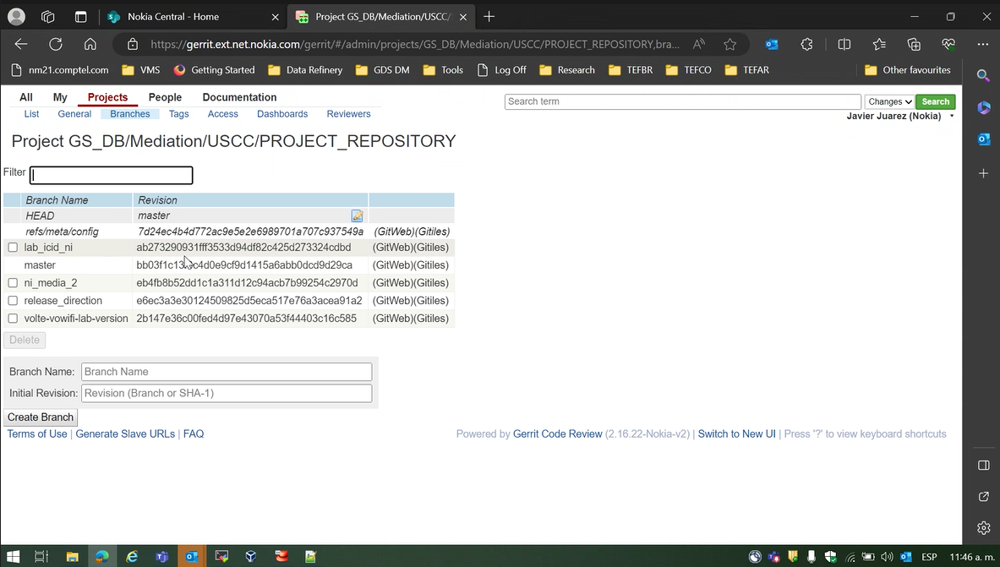 Nokia Central - Home
Project GS_DB/Mediation/USCC/
https://gerrit.ext.net.nokia.com/gerrit/#/admin/projects/GS_DB/Mediation/USCC/PROJECT_REPOSITORY,bra...
nm21.comptel.com VMS Getting Started Data Refinery GDS DM Tools Log Off Research TEFBR TEFCO TEFAR Other favourites
All My Projects People Documentation
Search term Changes Search
List General Branches Tags Access Dashboards Reviewers
Javier Juarez (Nokia)
Project GS_DB/Mediation/USCC/PROJECT_REPOSITORY
Filter
Branch Name Revision
HEAD master
refs/meta/config 7d24ec4b4d772ac9e5e2e6989701a707c937549a (GitWeb)(Gitiles)
lab_icid_ni ab273290931fff3533d94df82c425d273324cdbd (GitWeb)(Gitiles)
master (GitWeb)(Gitiles)
ni_media_2 eb4fb8b52dd1c1a311d12c94acb7b99254c2970d (GitWeb)(Gitiles)
release_direction e6ec3a3e30124509825d5eca517e76a3acea91a2 (GitWeb)(Gitiles)
volte-vowifi-lab-version 2b147e36c00fed4d97e43070a53f44403c16c585 (GitWeb)(Gitiles)
Delete
Branch Name: Branch Name
Initial Revision: Revision (Branch or SHA-1)
Create Branch
Terms of Use | Generate Slave URLs | FAQ
Powered by Gerrit Code Review (2.16.22-Nokia-v2) | Switch to New UI | Press '?' to view keyboard shortcuts
ESP 11:46 a. m.